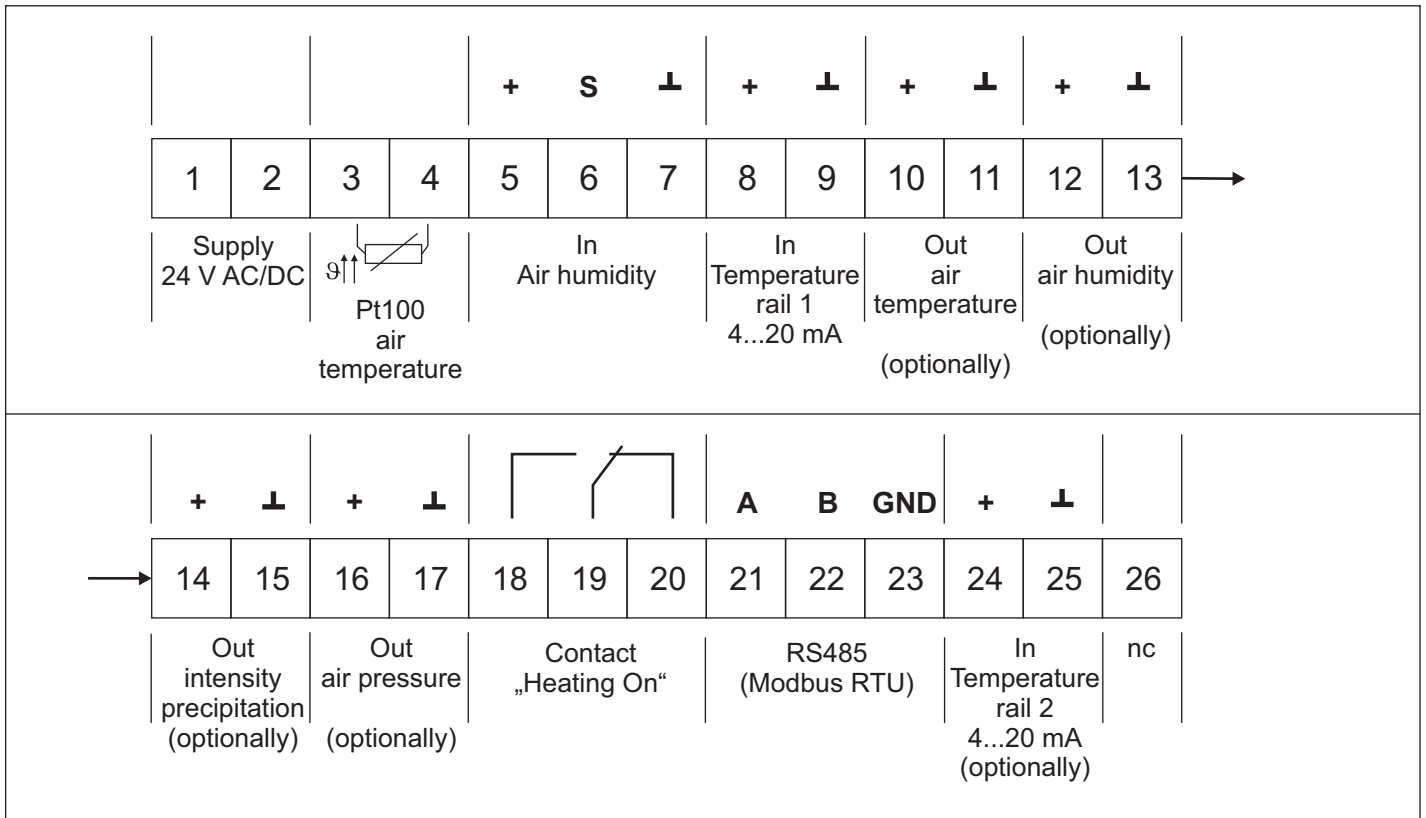 + S ⊥ + ⊥ + ⊥ + ⊥
1 2 3 4 5 6 7 8 9 10 11 12 13
Supply
24 V AC/DC
ϑ
Pt100
air
temperature
In
Air humidity
In
Temperature
rail 1
4...20 mA
Out
air
temperature
(optionally)
Out
air humidity
(optionally)
+ ⊥ + ⊥ A B GND + ⊥
14 15 16 17 18 19 20 21 22 23 24 25 26
Out
intensity
precipitation
(optionally)
Out
air pressure
(optionally)
Contact
„Heating On“
RS485
(Modbus RTU)
In
Temperature
rail 2
4...20 mA
(optionally)
nc